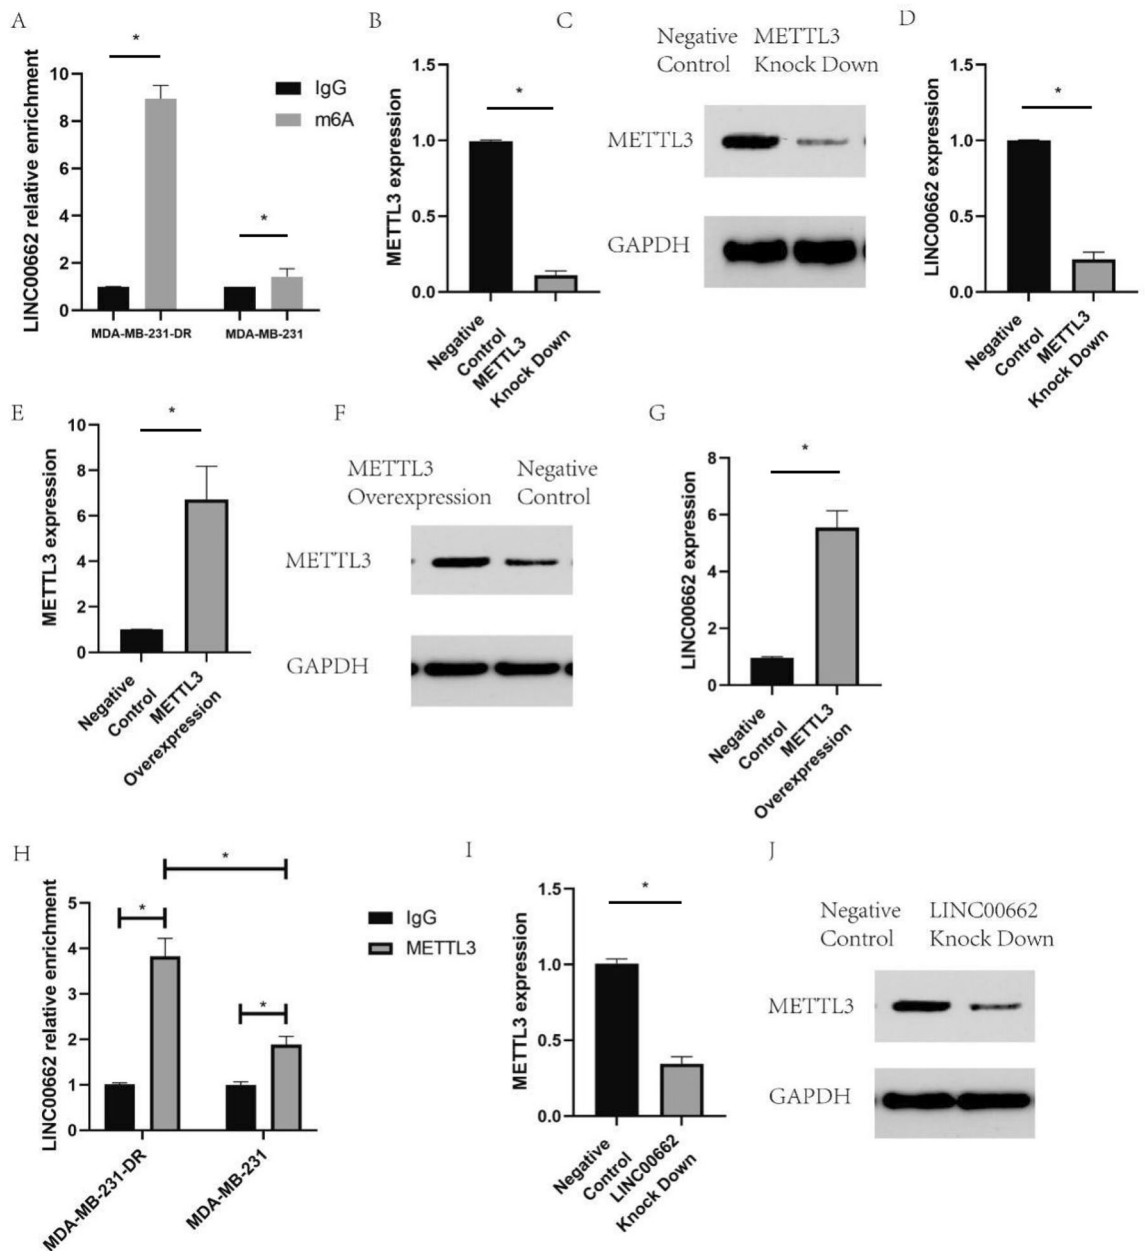 A
*
*
LINC00662 relative enrichment
10
8
6
4
2
0
IgG
m6A
MDA-MB-231-DR
MDA-MB-231
B
*
METTL3 expression
1.5
1.0
0.5
0.0
Negative
Control
METTL3
Knock Down
C
Negative
Control
METTL3
Knock Down
METTL3
GAPDH
D
*
LINC00662 expression
1.5
1.0
0.5
0.0
Negative
Control
METTL3
Knock Down
E
*
METTL3 expression
10
8
6
4
2
0
Negative
Control
METTL3
Overexpression
F
METTL3
Overexpression
Negative
Control
METTL3
GAPDH
G
*
LINC00662 expression
8
6
4
2
0
Negative
Control
METTL3
Overexpression
H
*
*
*
LINC00662 relative enrichment
5
4
3
2
1
0
IgG
METTL3
MDA-MB-231-DR
MDA-MB-231
I
*
METTL3 expression
1.5
1.0
0.5
0.0
Negative
Control
LINC00662
Knock Down
J
Negative
Control
LINC00662
Knock Down
METTL3
GAPDH